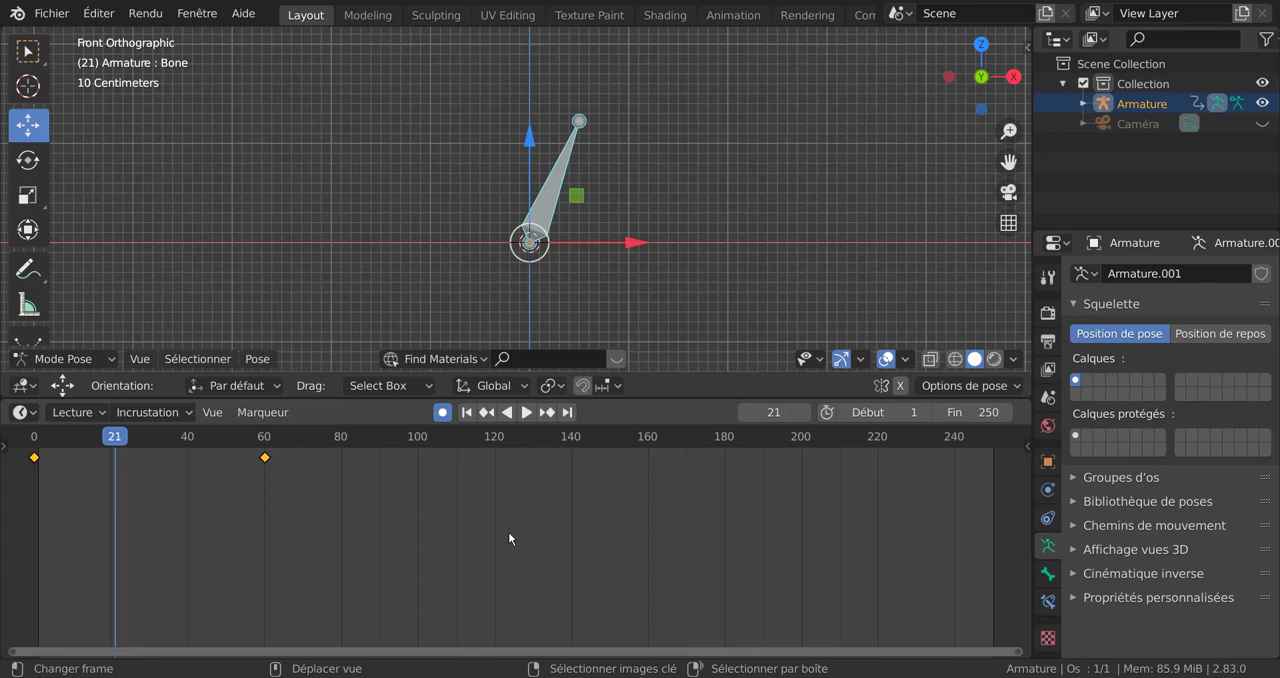 Fichier Éditer Rendu Fenêtre Aide Layout Modeling Sculpting UV Editing Texture Paint Shading Animation Rendering Com Scene View Layer
Front Orthographic
(21) Armature : Bone
10 Centimeters
Z
Y
X
Scene Collection
Collection
Armature
Caméra
Armature Armature.00
Armature.001
Squelette
Position de pose Position de repos
Calques :
Calques protégés :
Groupes d'os
Bibliothèque de poses
Chemins de mouvement
Affichage vues 3D
Cinématique inverse
Propriétés personnalisées
Mode Pose Vue Sélectionner Pose Find Materials
Orientation: Par défaut Drag: Select Box Global X Options de pose
Lecture Incrustation Vue Marqueur 21 Début 1 Fin 250
0 21 40 60 80 100 120 140 160 180 200 220 240
Changer frame Déplacer vue Sélectionner images clé Sélectionner par boîte Armature | Os : 1/1 | Mem: 85.9 MiB | 2.83.0